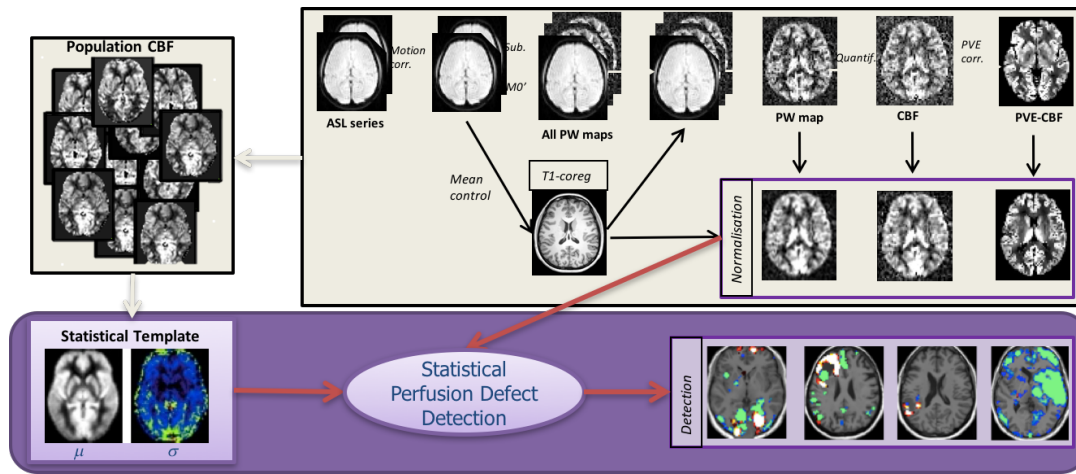 Population CBF
Motion
corr.
Sub.
M0'
Quantif.
PVE
corr.
ASL series
All PW maps
PW map
CBF
PVE-CBF
Mean
control
T1-coreg
Normalisation
Statistical Template
μ
σ
Statistical
Perfusion Defect
Detection
Detection